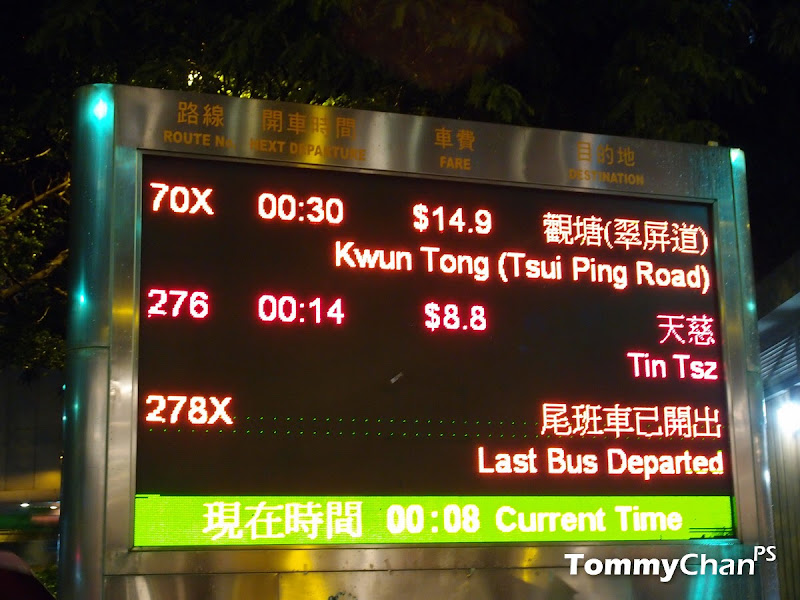 路線 開車時間 車費 目的地
ROUTE No. NEXT DEPARTURE FARE DESTINATION
70X 00:30 $14.9 觀塘(翠屏道)
Kwun Tong (Tsui Ping Road)
276 00:14 $8.8 天慈
Tin Tsz
278X 尾班車已開出
Last Bus Departed
現在時間 00:08 Current Time
TommyChanPS